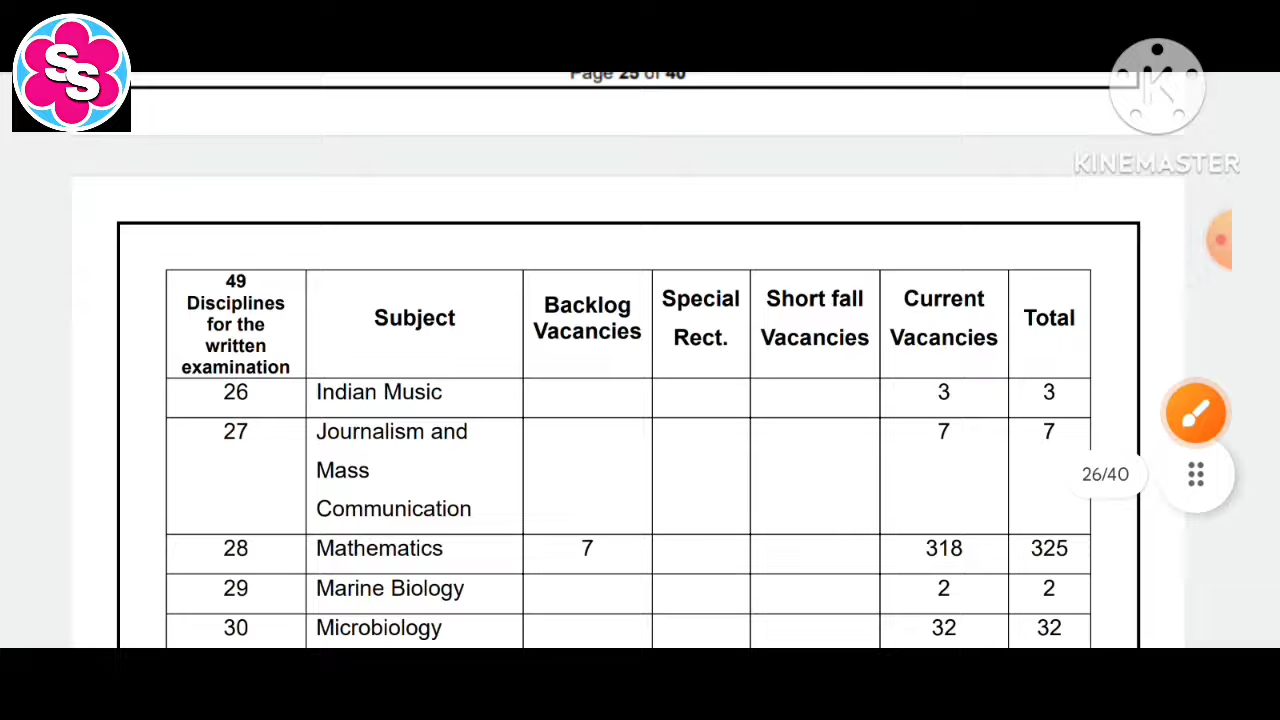 SS
Page 25 of 40
K
KINEMASTER
49
Disciplines
for the
written
examination
Subject
Backlog
Vacancies
Special
Rect.
Short fall
Vacancies
Current
Vacancies
Total
26 Indian Music 3 3
27 Journalism and 7 7
Mass
Communication
28 Mathematics 7 318 325
29 Marine Biology 2 2
30 Microbiology 32 32
26/40